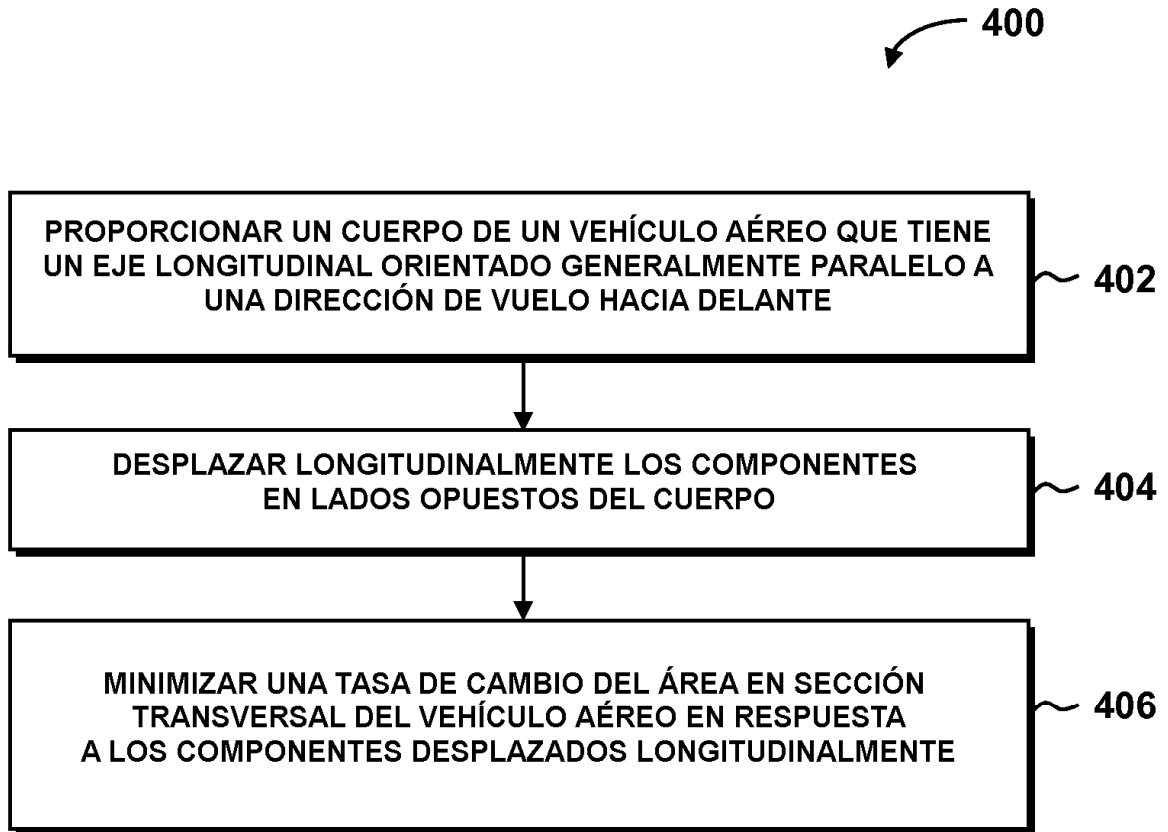 400
PROPORCIONAR UN CUERPO DE UN VEHÍCULO AÉREO QUE TIENE
UN EJE LONGITUDINAL ORIENTADO GENERALMENTE PARALELO A
UNA DIRECCIÓN DE VUELO HACIA DELANTE
402
DESPLAZAR LONGITUDINALMENTE LOS COMPONENTES
EN LADOS OPUESTOS DEL CUERPO
404
MINIMIZAR UNA TASA DE CAMBIO DEL ÁREA EN SECCIÓN
TRANSVERSAL DEL VEHÍCULO AÉREO EN RESPUESTA
A LOS COMPONENTES DESPLAZADOS LONGITUDINALMENTE
406